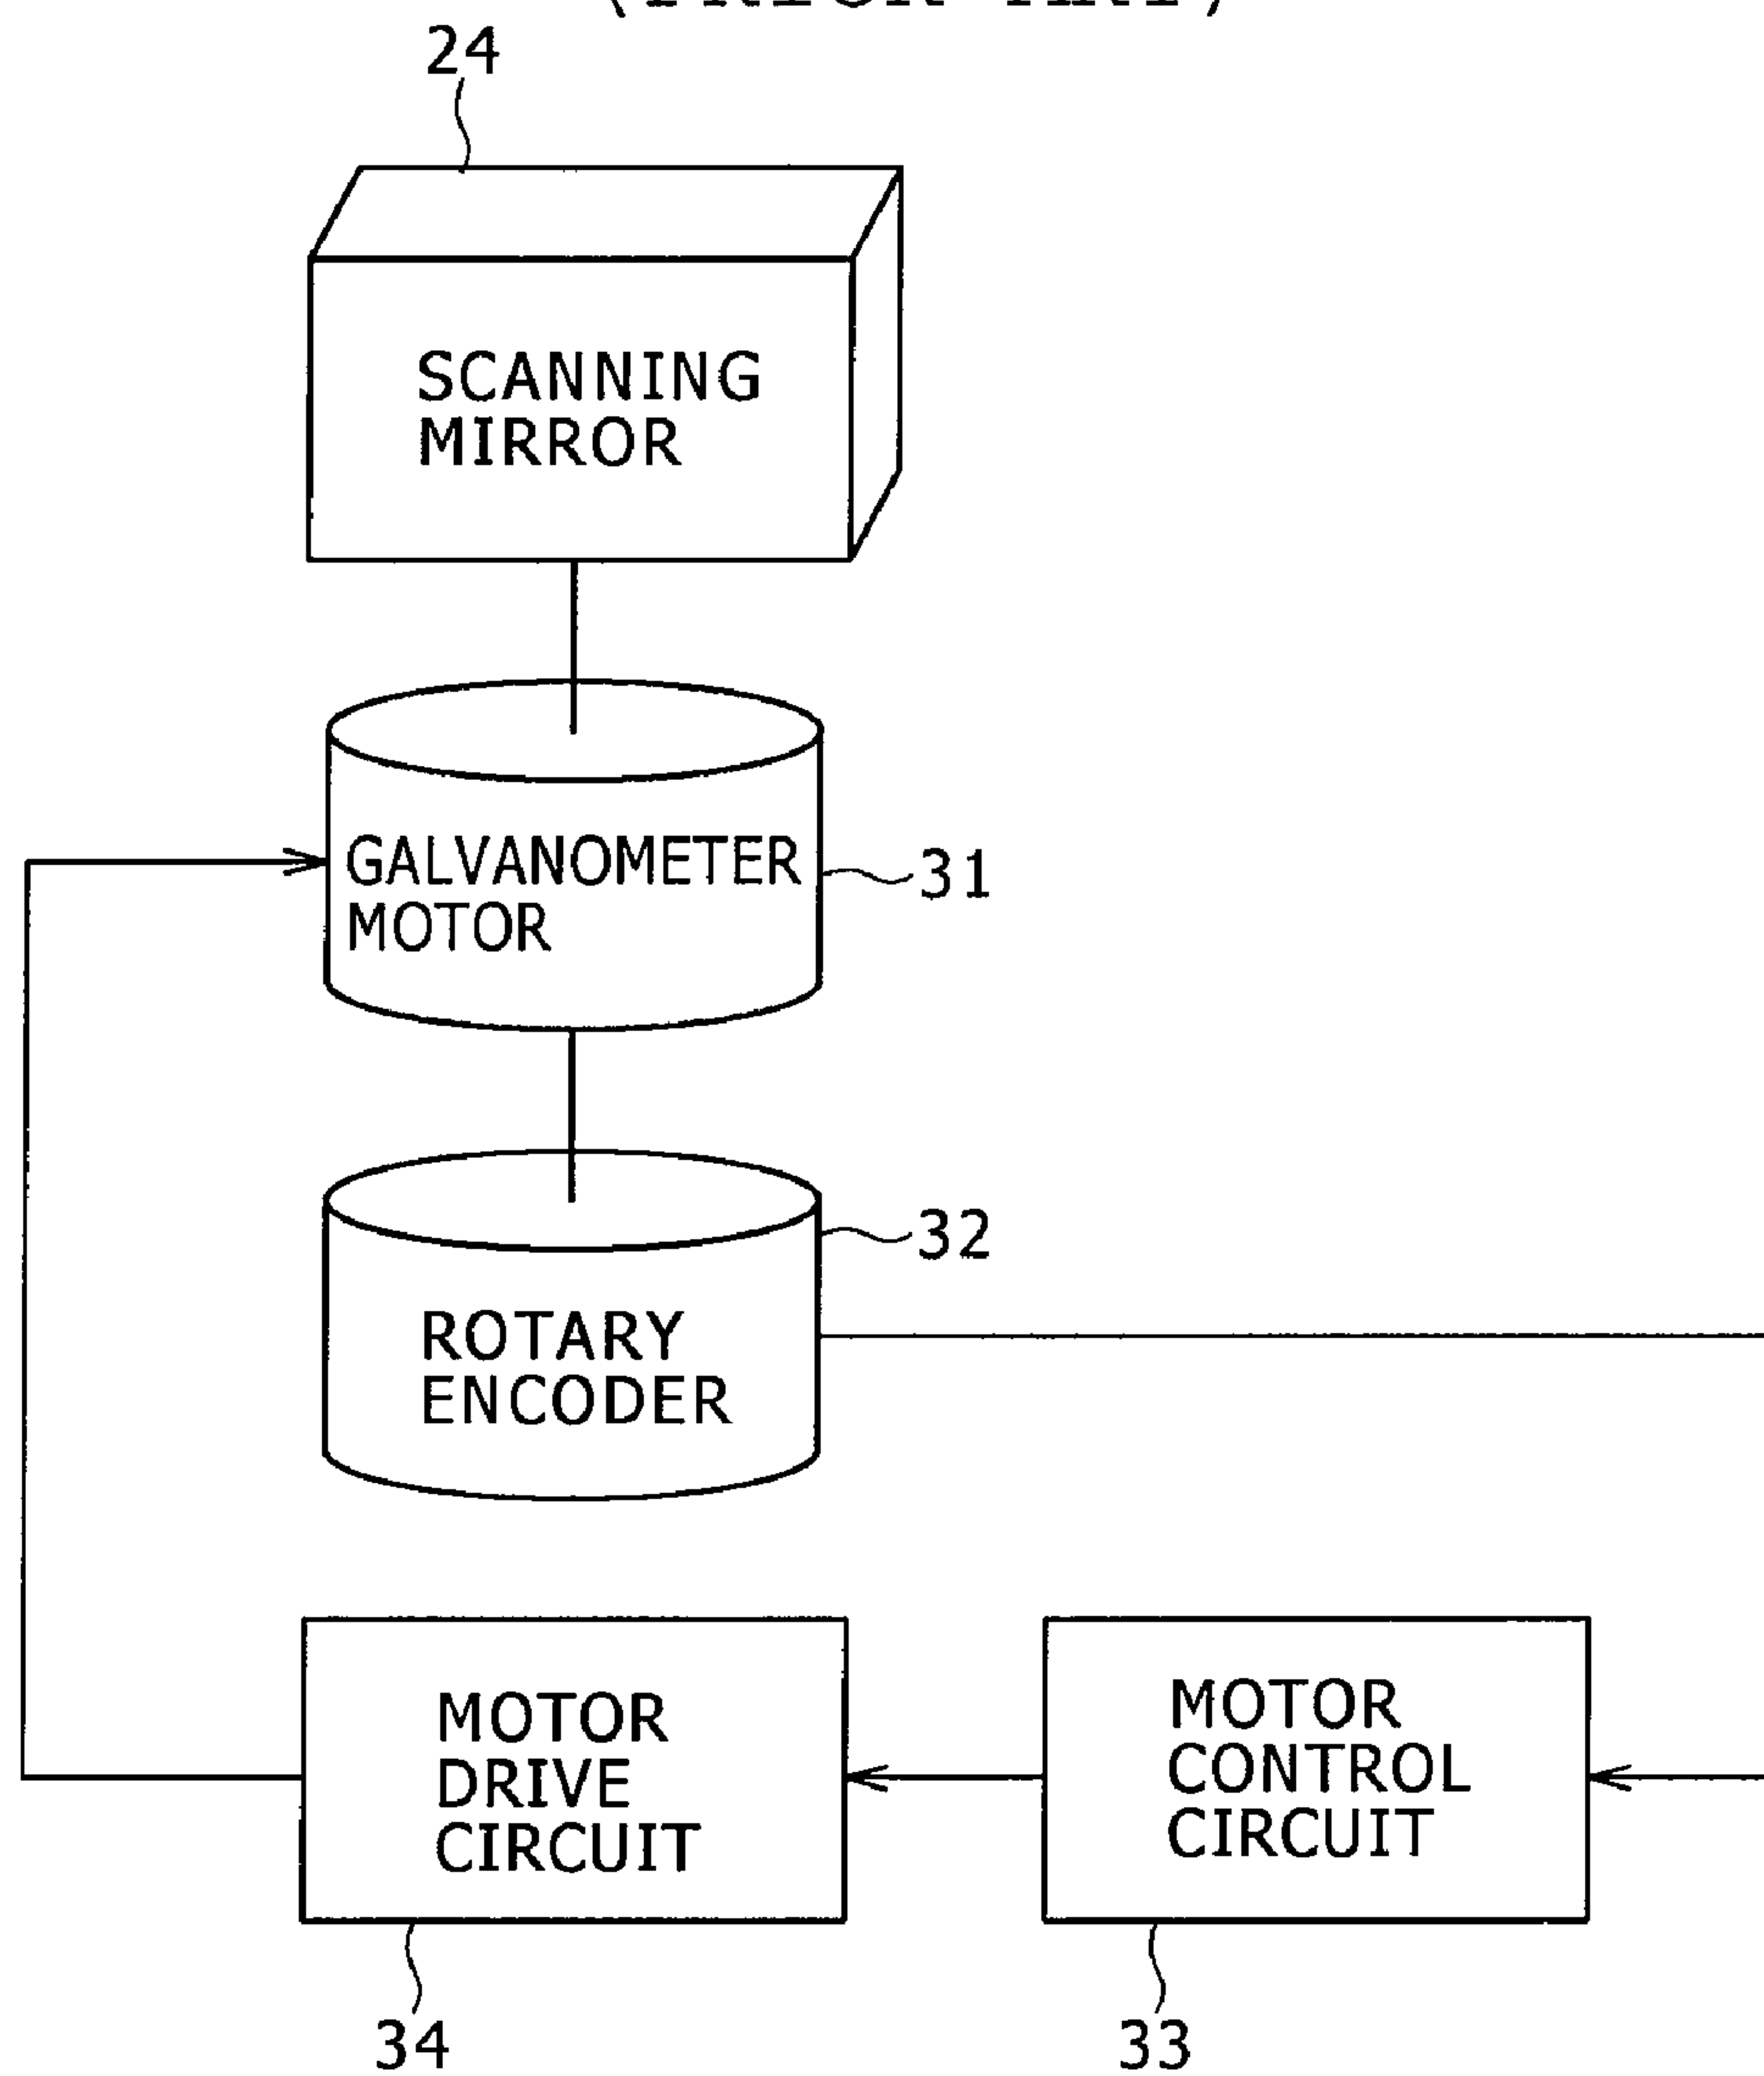 24
SCANNING
MIRROR
GALVANOMETER
MOTOR
31
32
ROTARY
ENCODER
MOTOR
DRIVE
CIRCUIT
MOTOR
CONTROL
CIRCUIT
34
33